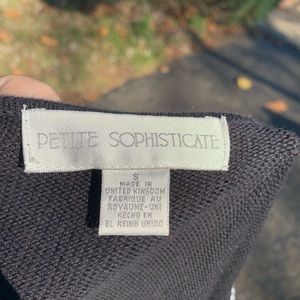 PETITE SOPHISTICATE
S
MADE IN
UNITED KINGDOM
FABRIQUE AU
ROYAUME-UNI
HECHO EN
EL REINO UNIDO